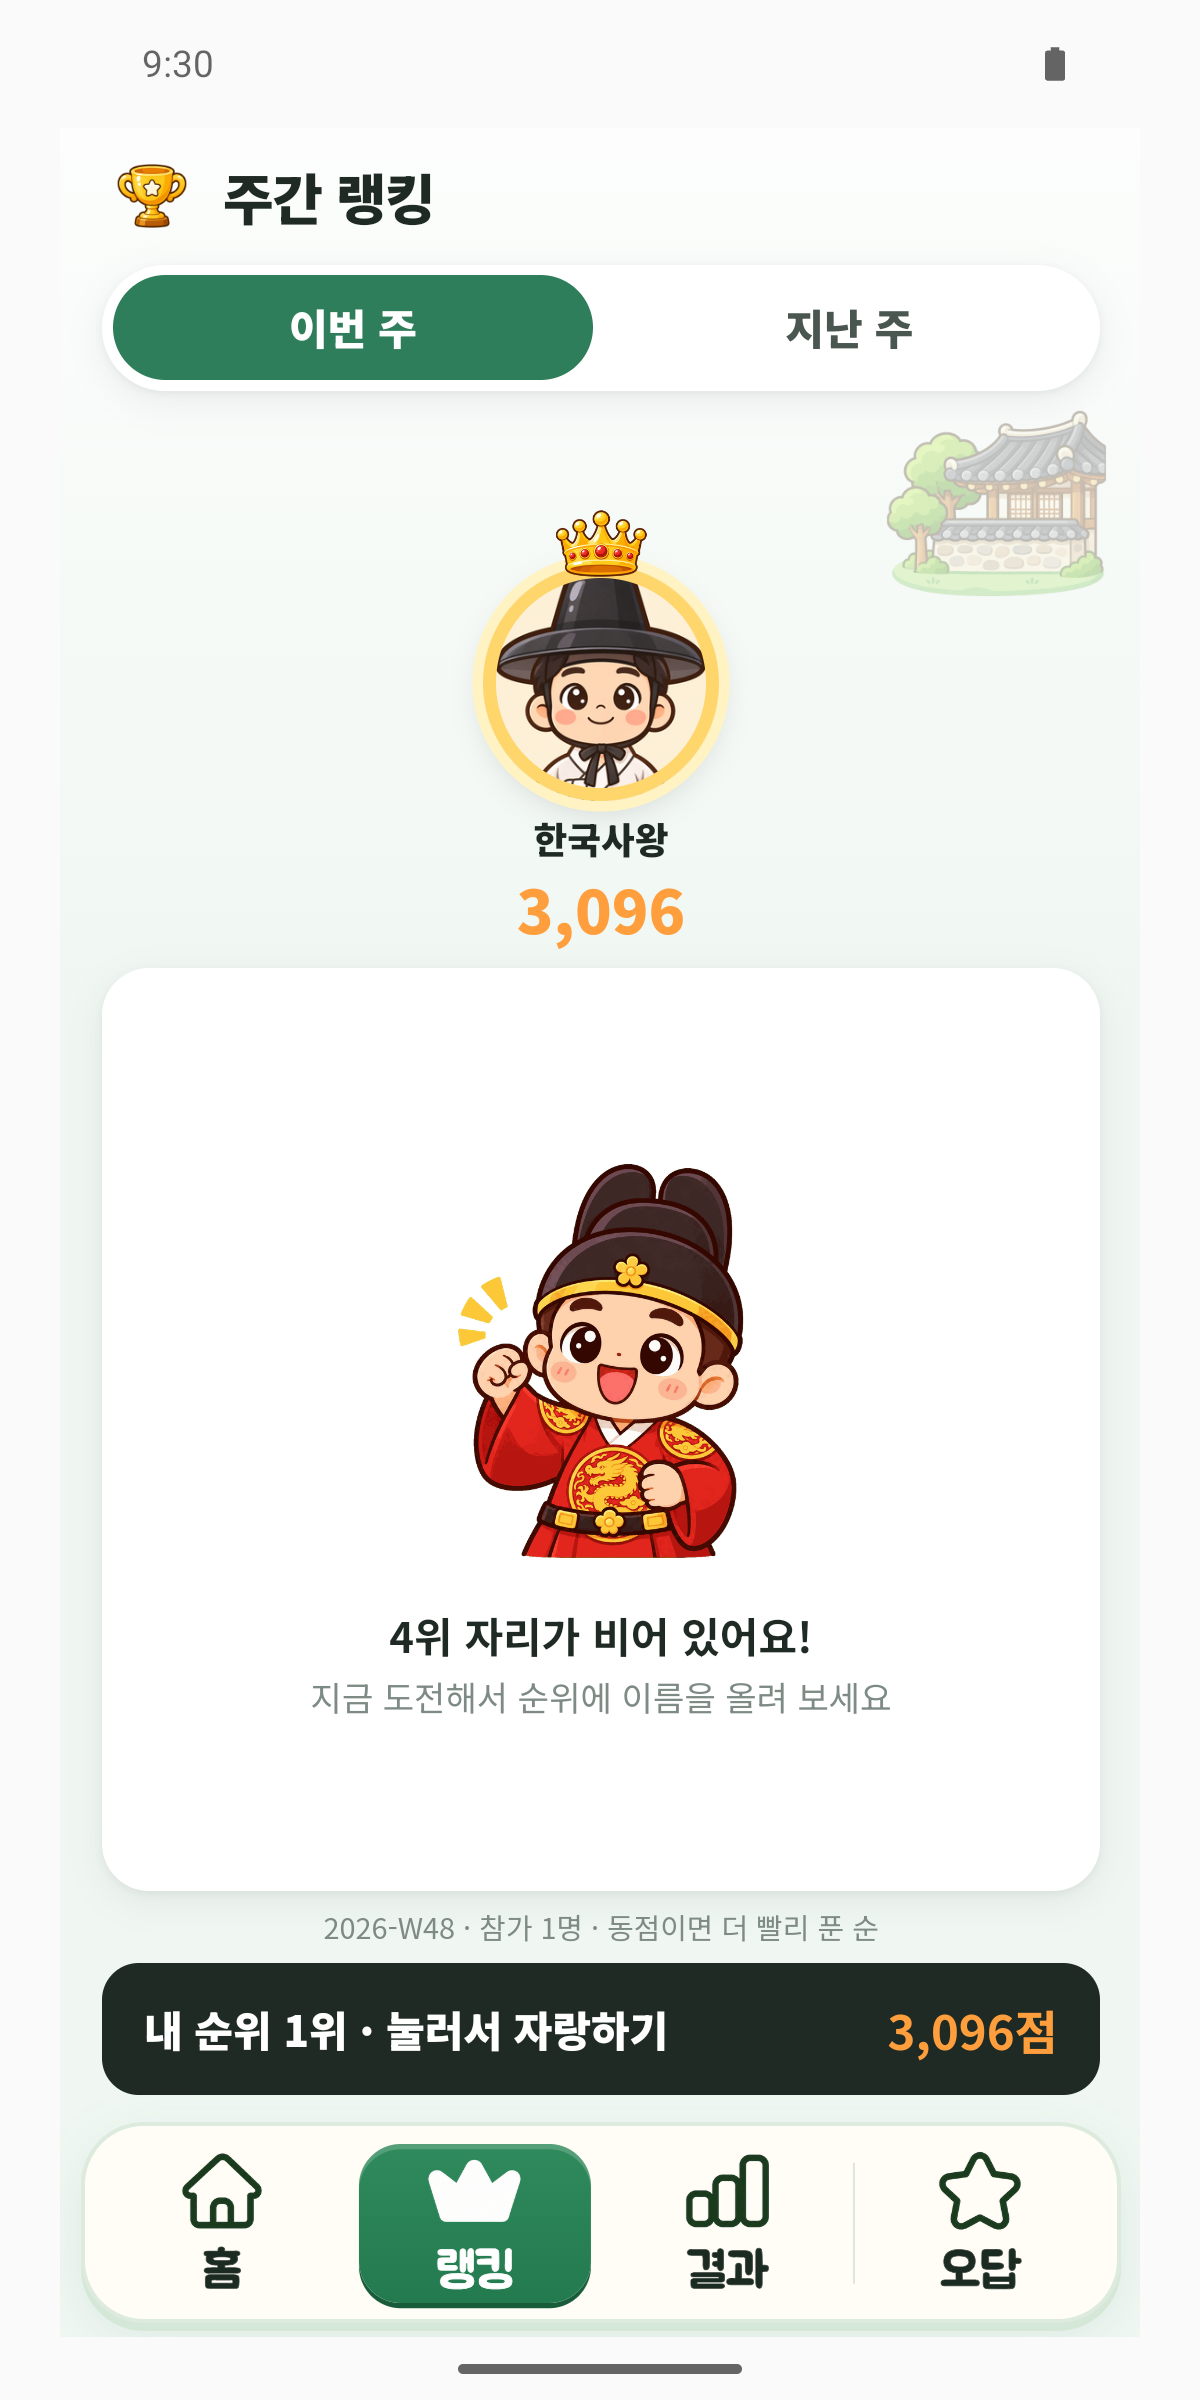 9:30
주간 랭킹
이번 주
지난 주
한국사왕
3,096
4위 자리가 비어 있어요!
지금 도전해서 순위에 이름을 올려 보세요
2026-W48 · 참가 1명 · 동점이면 더 빨리 푼 순
내 순위 1위 · 눌러서 자랑하기
3,096점
홈
랭킹
결과
오답